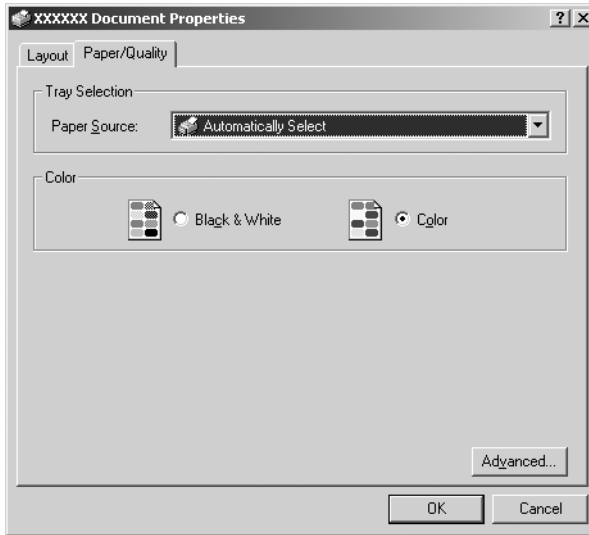 XXXXXX Document Properties ? X
Layout Paper/Quality
Tray Selection
Paper Source: Automatically Select
Color
Black & White Color
Advanced...
OK Cancel